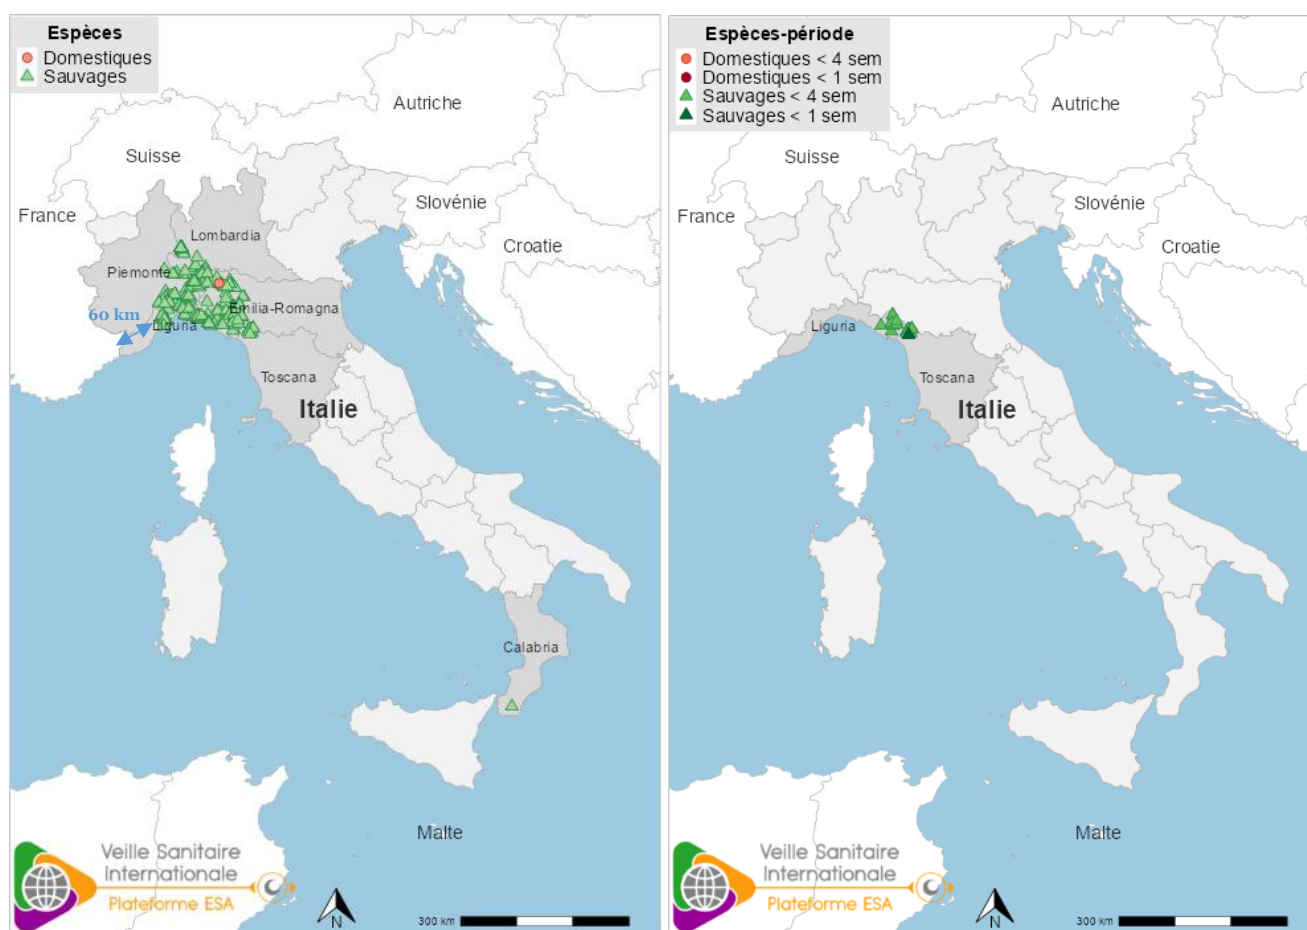 Espèces
Domestiques
Sauvages
Autriche
Suisse
Slovénie
France
Croatie
Lombardia
Piemonte
Emilia-Romagna
60 km
Liguria
Toscana
Italie
Calabria
Malte
Veille Sanitaire
Internationale
Plateforme ESA
N
300 km
Espèces-période
Domestiques < 4 sem
Domestiques < 1 sem
Sauvages < 4 sem
Sauvages < 1 sem
Autriche
Suisse
Slovénie
France
Croatie
Liguria
Toscana
Italie
Malte
Veille Sanitaire
Internationale
Plateforme ESA
N
300 km